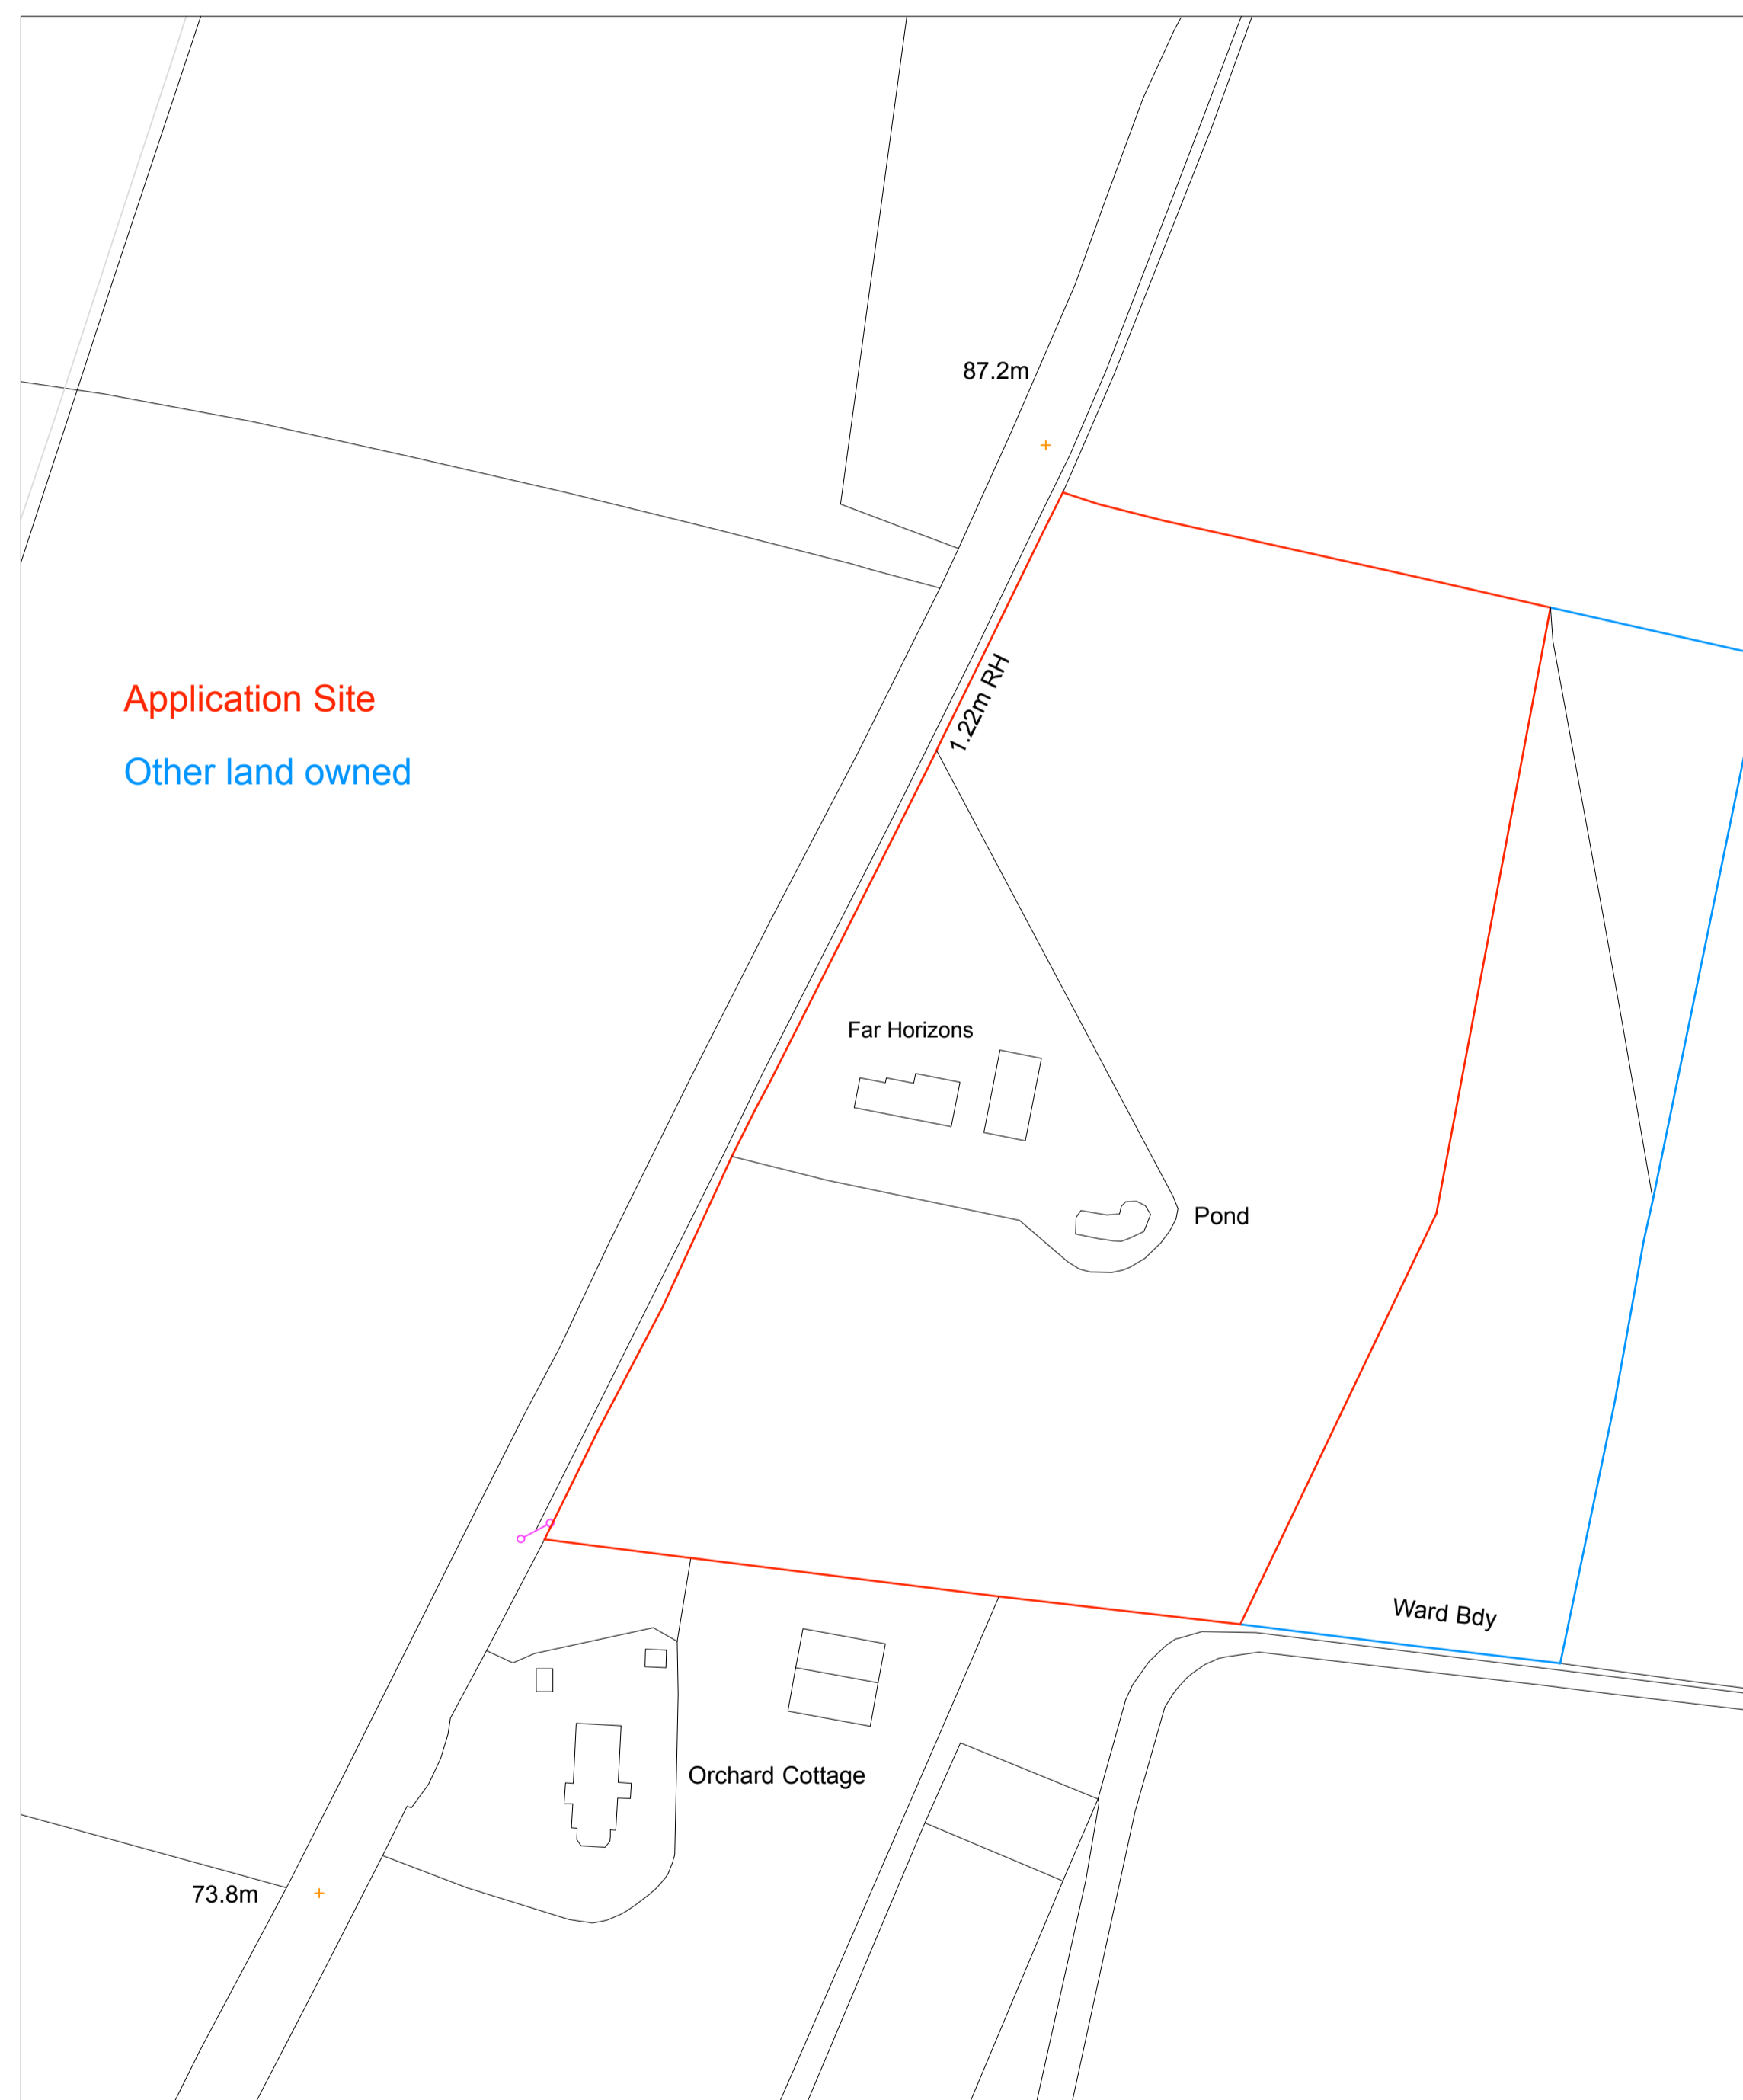 87.2m
1.22m RH
Application Site
Other land owned
Far Horizons
Pond
Ward Bdy
Orchard Cottage
73.8m